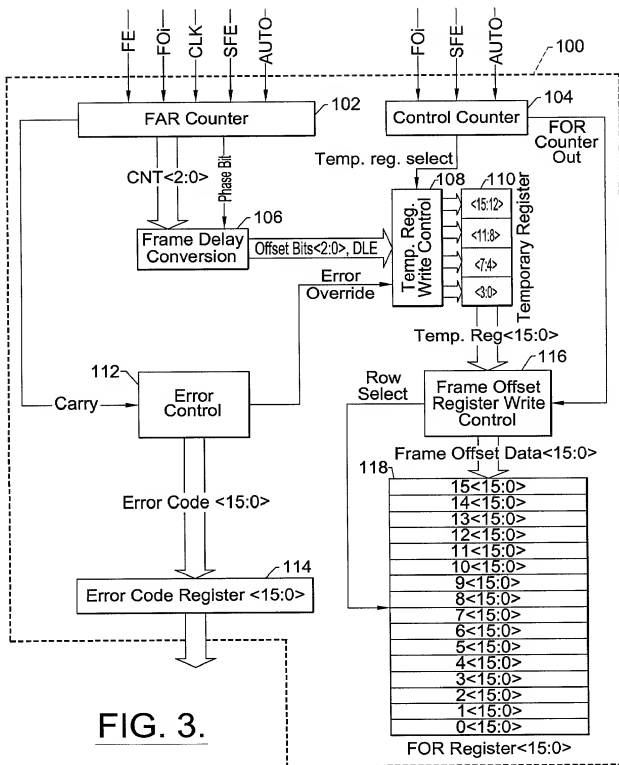 FE
FOi
CLK
SFE
AUTO
FOi
SFE
AUTO
100
102
FAR Counter
104
Control Counter
FOR
Counter
Out
Temp. reg. select
CNT<2:0>
Phase Bit
106
Frame Delay
Conversion
Offset Bits<2:0>, DLE
108
Temp. Reg.
Write Control
110
<15:12>
<11:8>
<7:4>
<3:0>
Temporary Register
Error
Override
Temp. Reg<15:0>
112
Error
Control
Carry
Row
Select
116
Frame Offset
Register Write
Control
Frame Offset Data<15:0>
118
15<15:0>
14<15:0>
13<15:0>
12<15:0>
11<15:0>
10<15:0>
9<15:0>
8<15:0>
7<15:0>
6<15:0>
5<15:0>
4<15:0>
3<15:0>
2<15:0>
1<15:0>
0<15:0>
FOR Register<15:0>
Error Code <15:0>
114
Error Code Register <15:0>
FIG. 3.